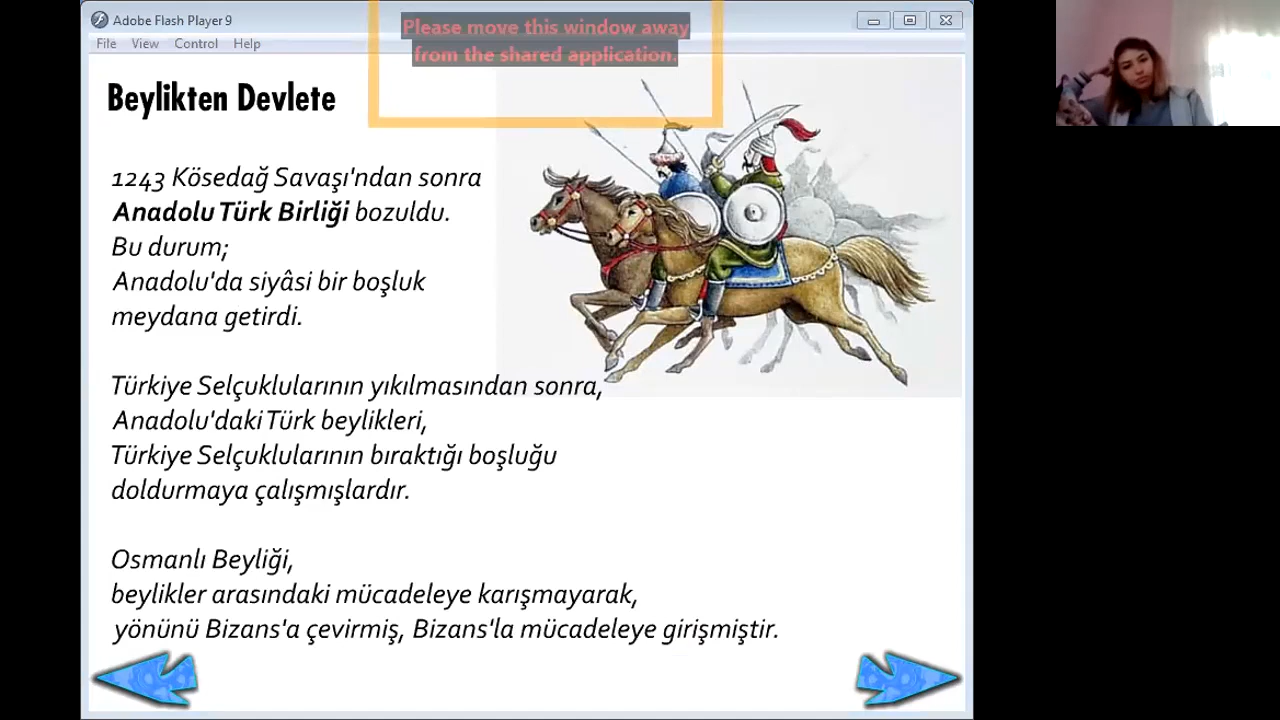 Adobe Flash Player 9
File View Control Help
Please move this window away
from the shared application.
Beylikten Devlete
1243 Kösedağ Savaşı'ndan sonra
Anadolu Türk Birliği bozuldu.
Bu durum;
Anadolu'da siyâsi bir boşluk
meydana getirdi.
Türkiye Selçuklularının yıkılmasından sonra,
Anadolu'daki Türk beylikleri,
Türkiye Selçuklularının bıraktığı boşluğu
doldurmaya çalışmışlardır.
Osmanlı Beyliği,
beylikler arasındaki mücadeleye karışmayarak,
yönünü Bizans'a çevirmiş, Bizans'la mücadeleye girişmiştir.